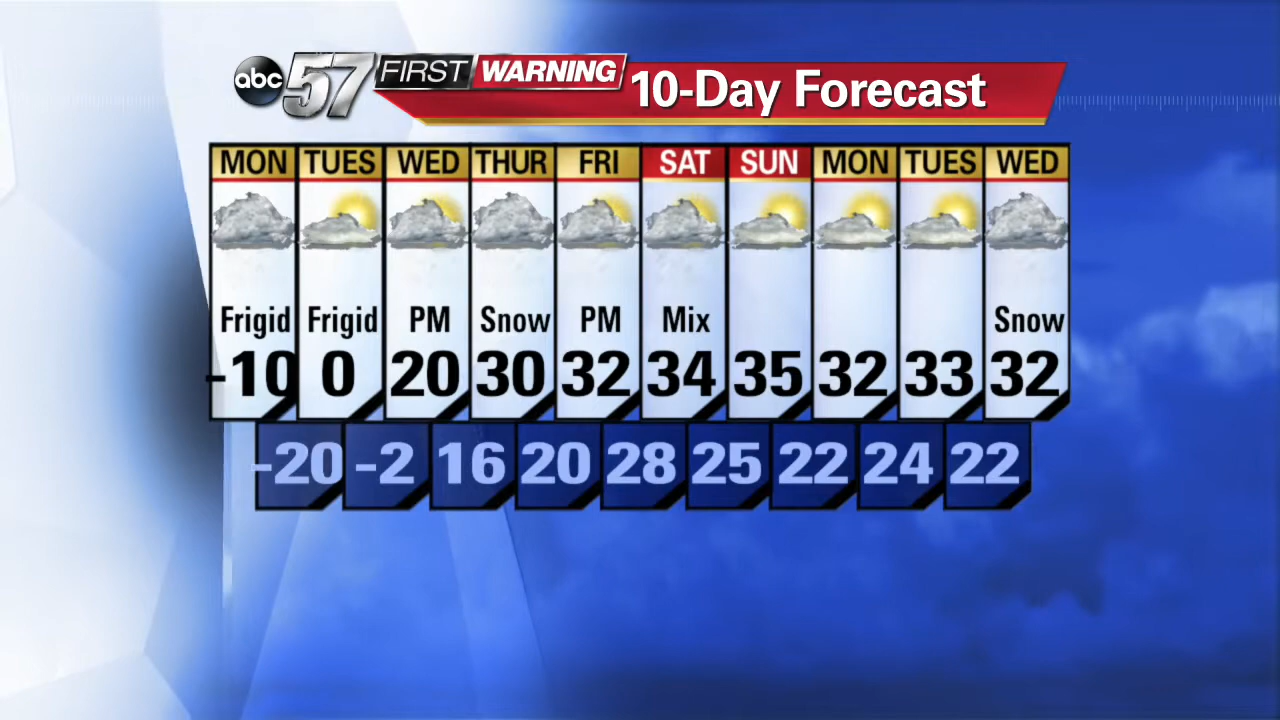 abc 57 FIRST WARNING 10-Day Forecast
MON TUES WED THUR FRI SAT SUN MON TUES WED
Frigid Frigid PM Snow PM Mix Snow
-10 0 20 30 32 34 35 32 33 32
-20 -2 16 20 28 25 22 24 22